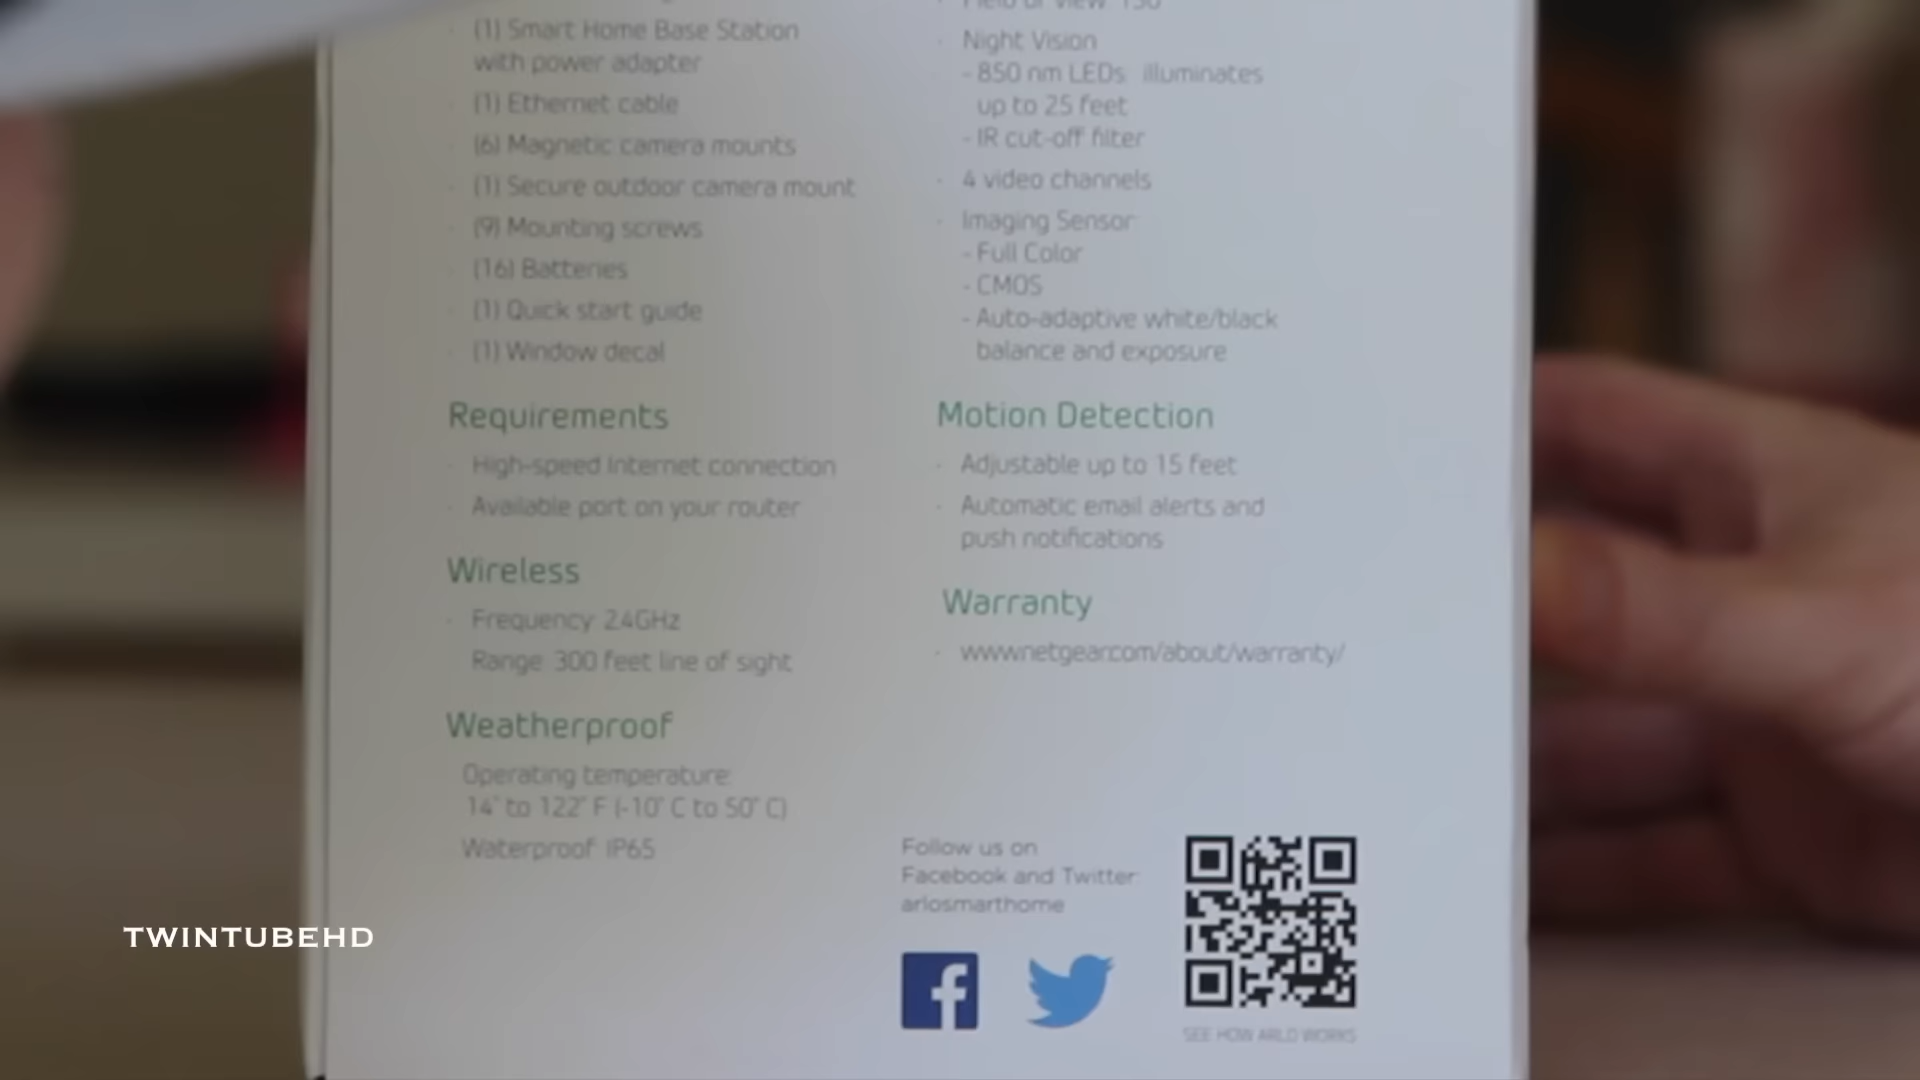 (1) Smart Home Base Station
with power adapter
(1) Ethernet cable
(6) Magnetic camera mounts
(1) Secure outdoor camera mount
(9) Mounting screws
(16) Batteries
(1) Quick start guide
(1) Window decal
Requirements
High-speed Internet connection
Available port on your router
Wireless
Frequency: 2.4GHz
Range: 300 feet line of sight
Weatherproof
Operating temperature:
14° to 122° F (-10° C to 50° C)
Waterproof: IP65
Field of view: 130°
Night Vision
- 850 nm LEDs illuminates
up to 25 feet
- IR cut-off filter
4 video channels
Imaging Sensor:
- Full Color
- CMOS
- Auto-adaptive white/black
balance and exposure
Motion Detection
Adjustable up to 15 feet
Automatic email alerts and
push notifications
Warranty
www.netgear.com/about/warranty/
Follow us on
Facebook and Twitter:
arlosmarthome
SEE HOW ARLO WORKS
TWINTUBEHD